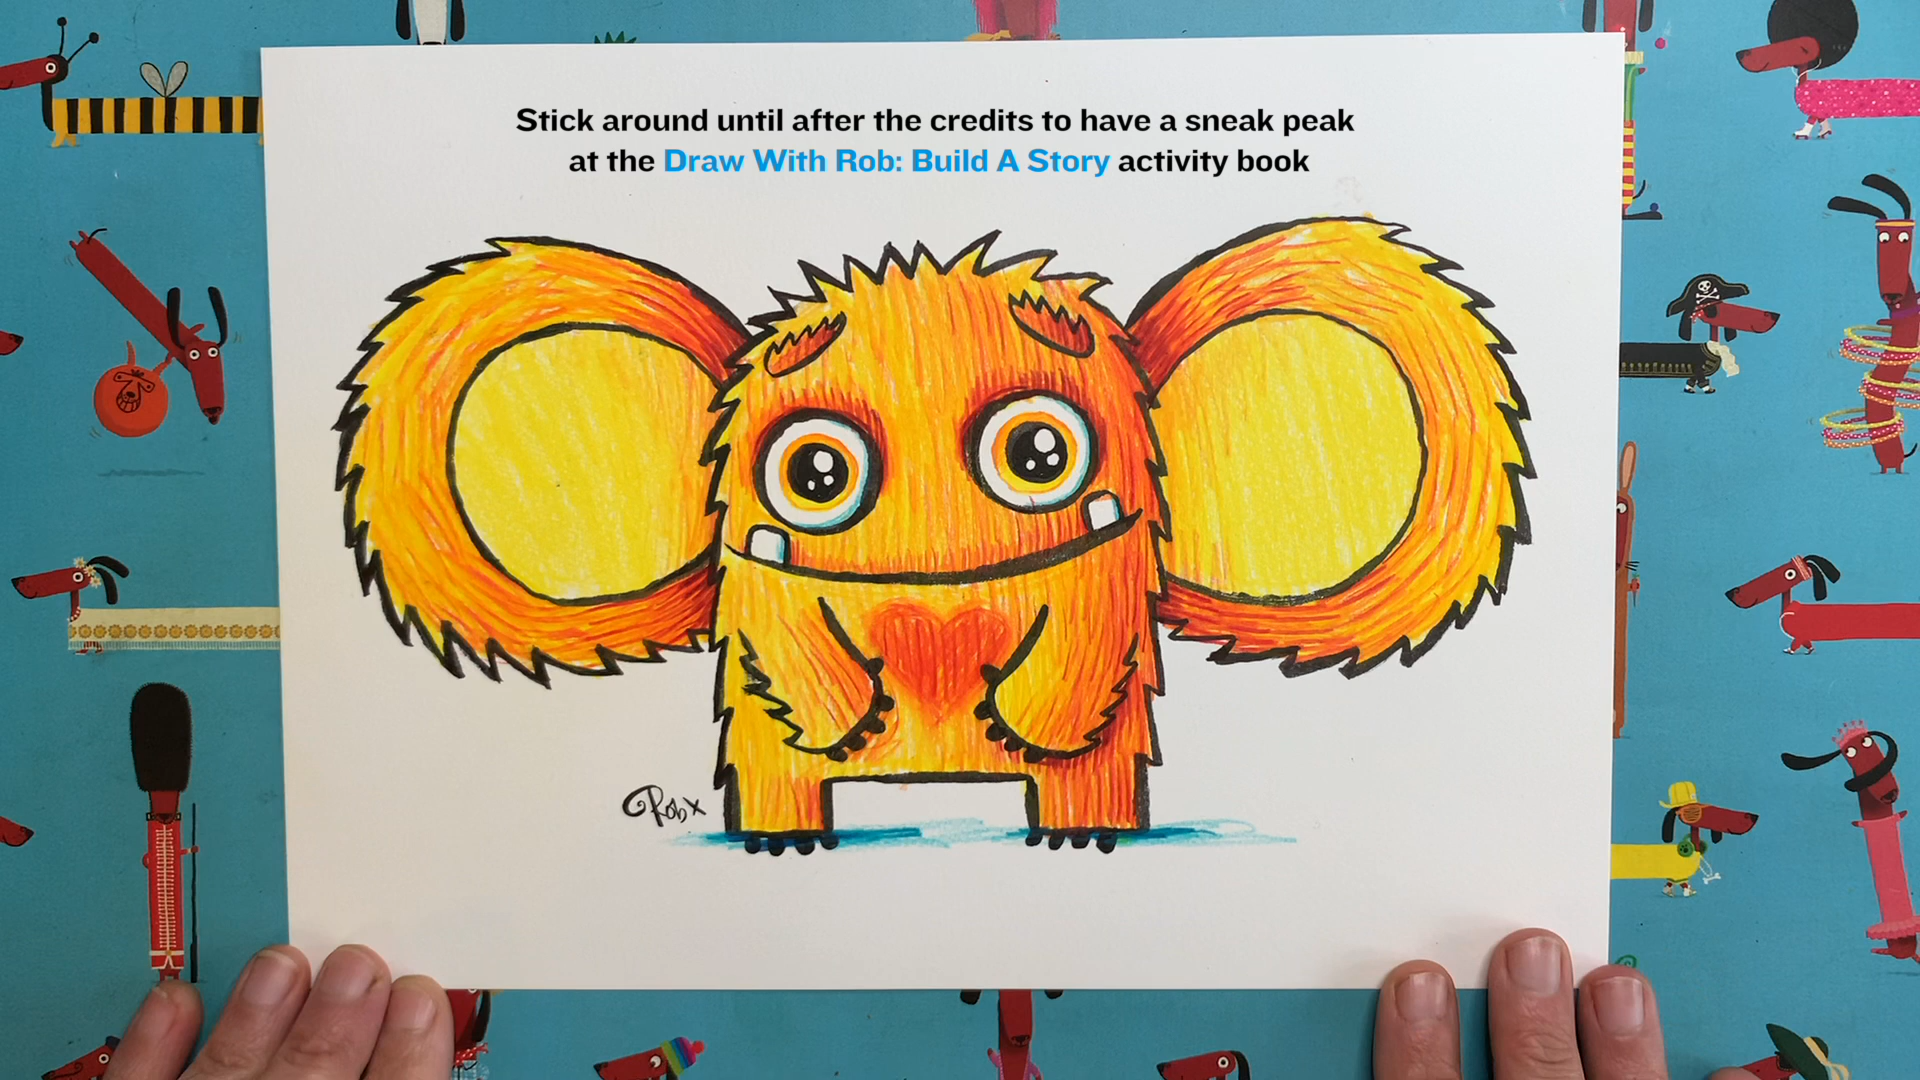 Stick around until after the credits to have a sneak peak
at the Draw With Rob: Build A Story activity book
Rob x